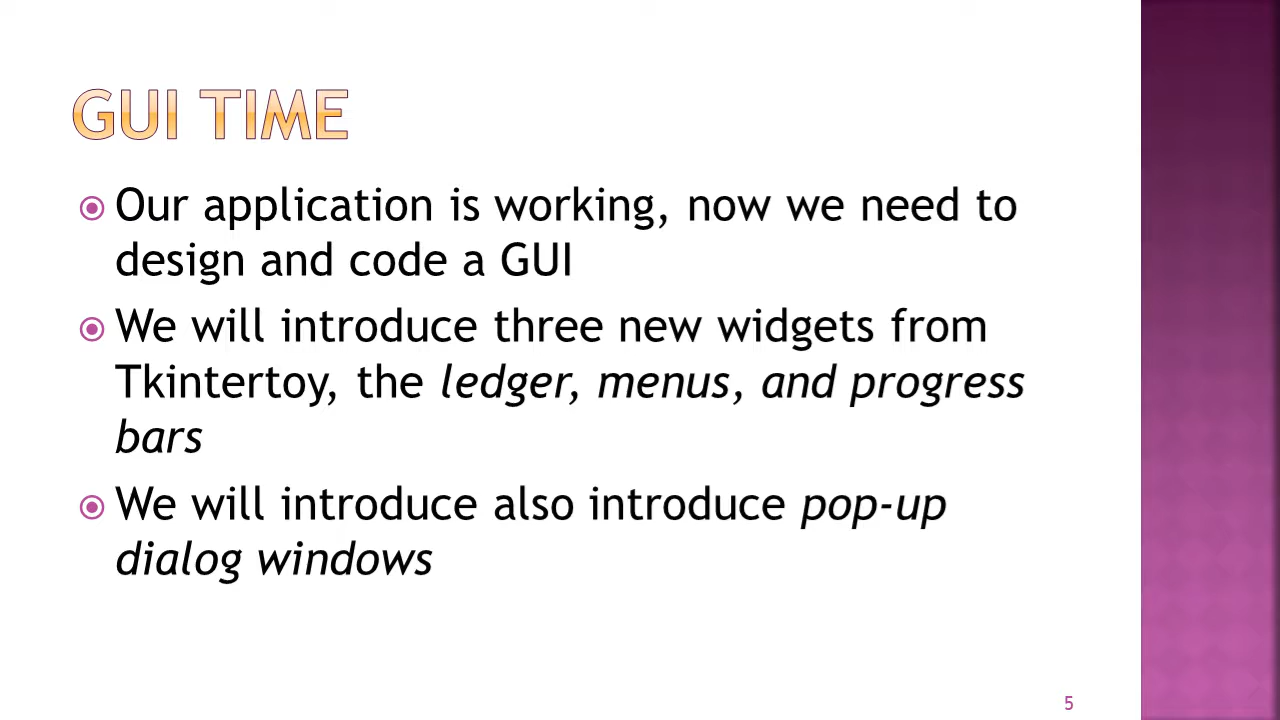 GUI TIME
Our application is working, now we need to
design and code a GUI
We will introduce three new widgets from
Tkintertoy, the ledger, menus, and progress
bars
We will introduce also introduce pop-up
dialog windows
5